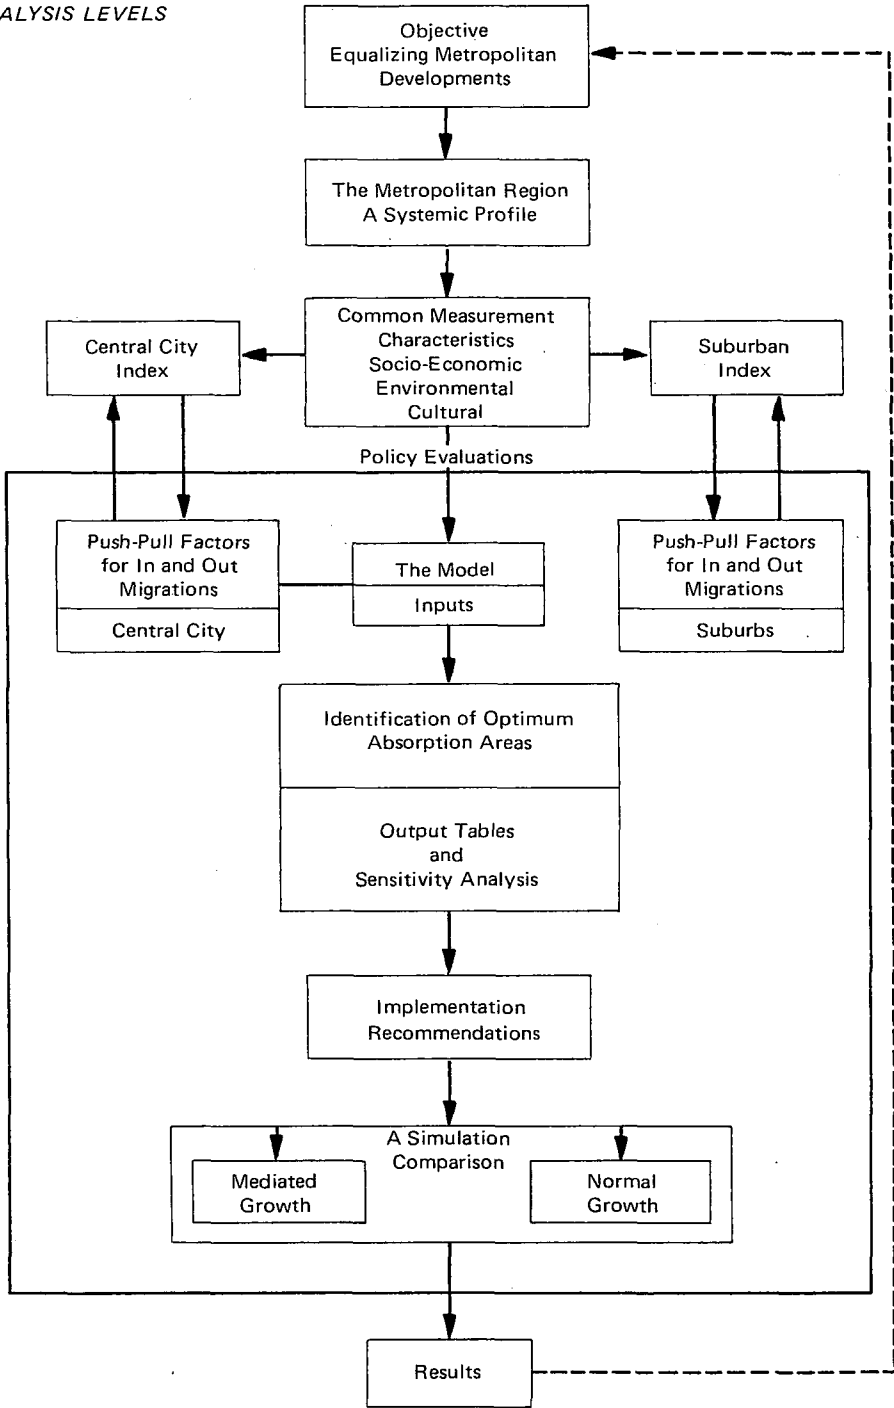 ALYSIS LEVELS
Objective
Equalizing Metropolitan
Developments
The Metropolitan Region
A Systemic Profile
Common Measurement
Characteristics
Socio-Economic
Environmental
Cultural
Central City
Index
Suburban
Index
Policy Evaluations
Push-Pull Factors
for In and Out
Migrations
Central City
The Model
Inputs
Push-Pull Factors
for In and Out
Migrations
Suburbs
Identification of Optimum
Absorption Areas
Output Tables
and
Sensitivity Analysis
Implementation
Recommendations
A Simulation
Comparison
Mediated
Growth
Normal
Growth
Results